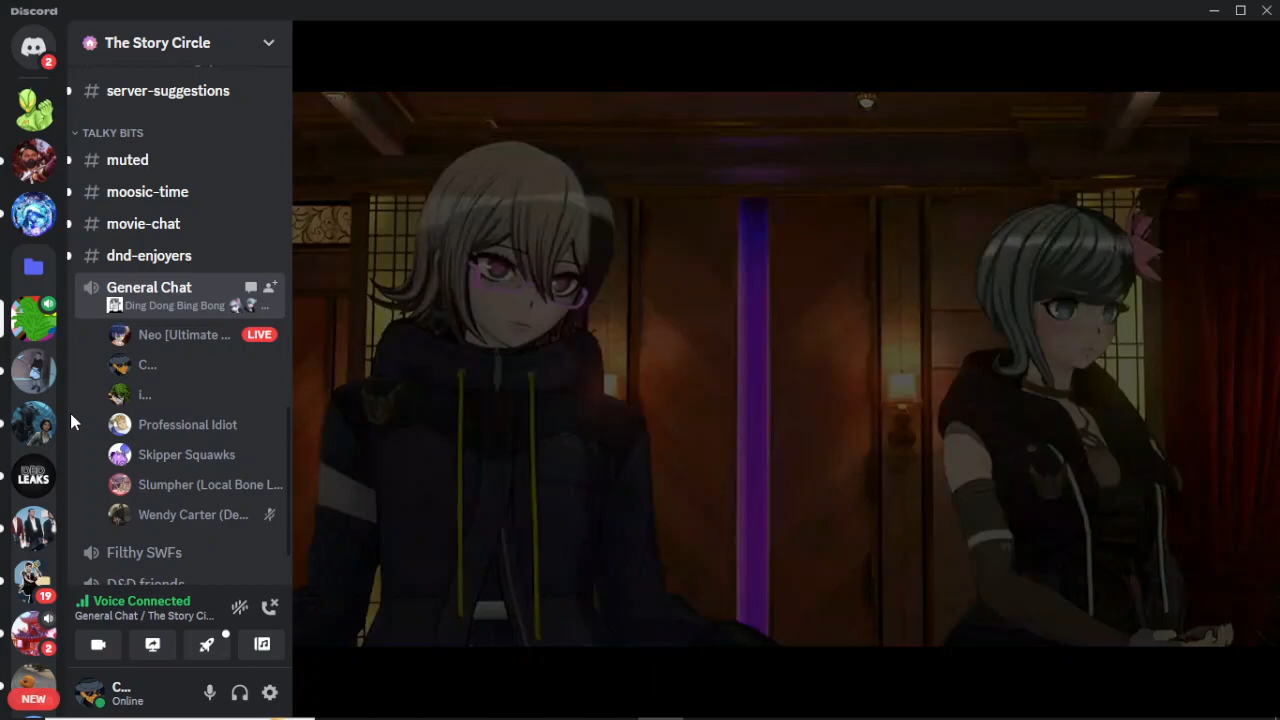 Discord
2
The Story Circle
server-suggestions
TALKY BITS
muted
moosic-time
movie-chat
dnd-enjoyers
General Chat
Ding Dong Bing Bong
...
Neo [Ultimate ...
LIVE
C...
i...
Professional Idiot
Skipper Squawks
DBD
LEAKS
Slumpher (Local Bone L...
Wendy Carter (De...
Filthy SWFs
D&D friends
19
Voice Connected
General Chat / The Story Ci...
2
NEW
C...
Online